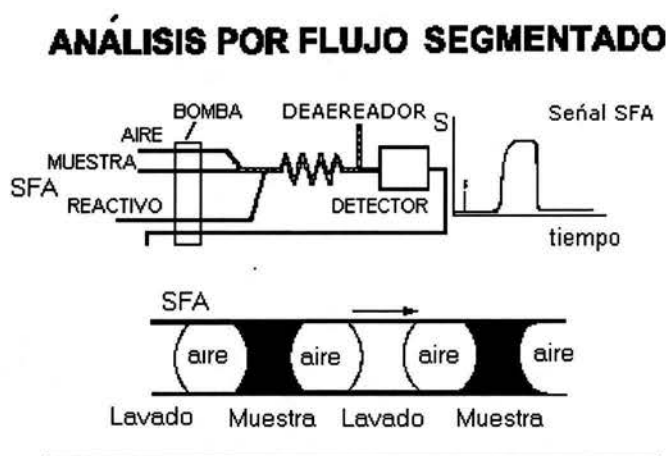 ANÁLISIS POR FLUJO SEGMENTADO
BOMBA
DEAEREADOR
S
Señal SFA
AIRE
MUESTRA
SFA
REACTIVO
DETECTOR
tiempo
SFA
aire aire aire aire
Lavado Muestra Lavado Muestra